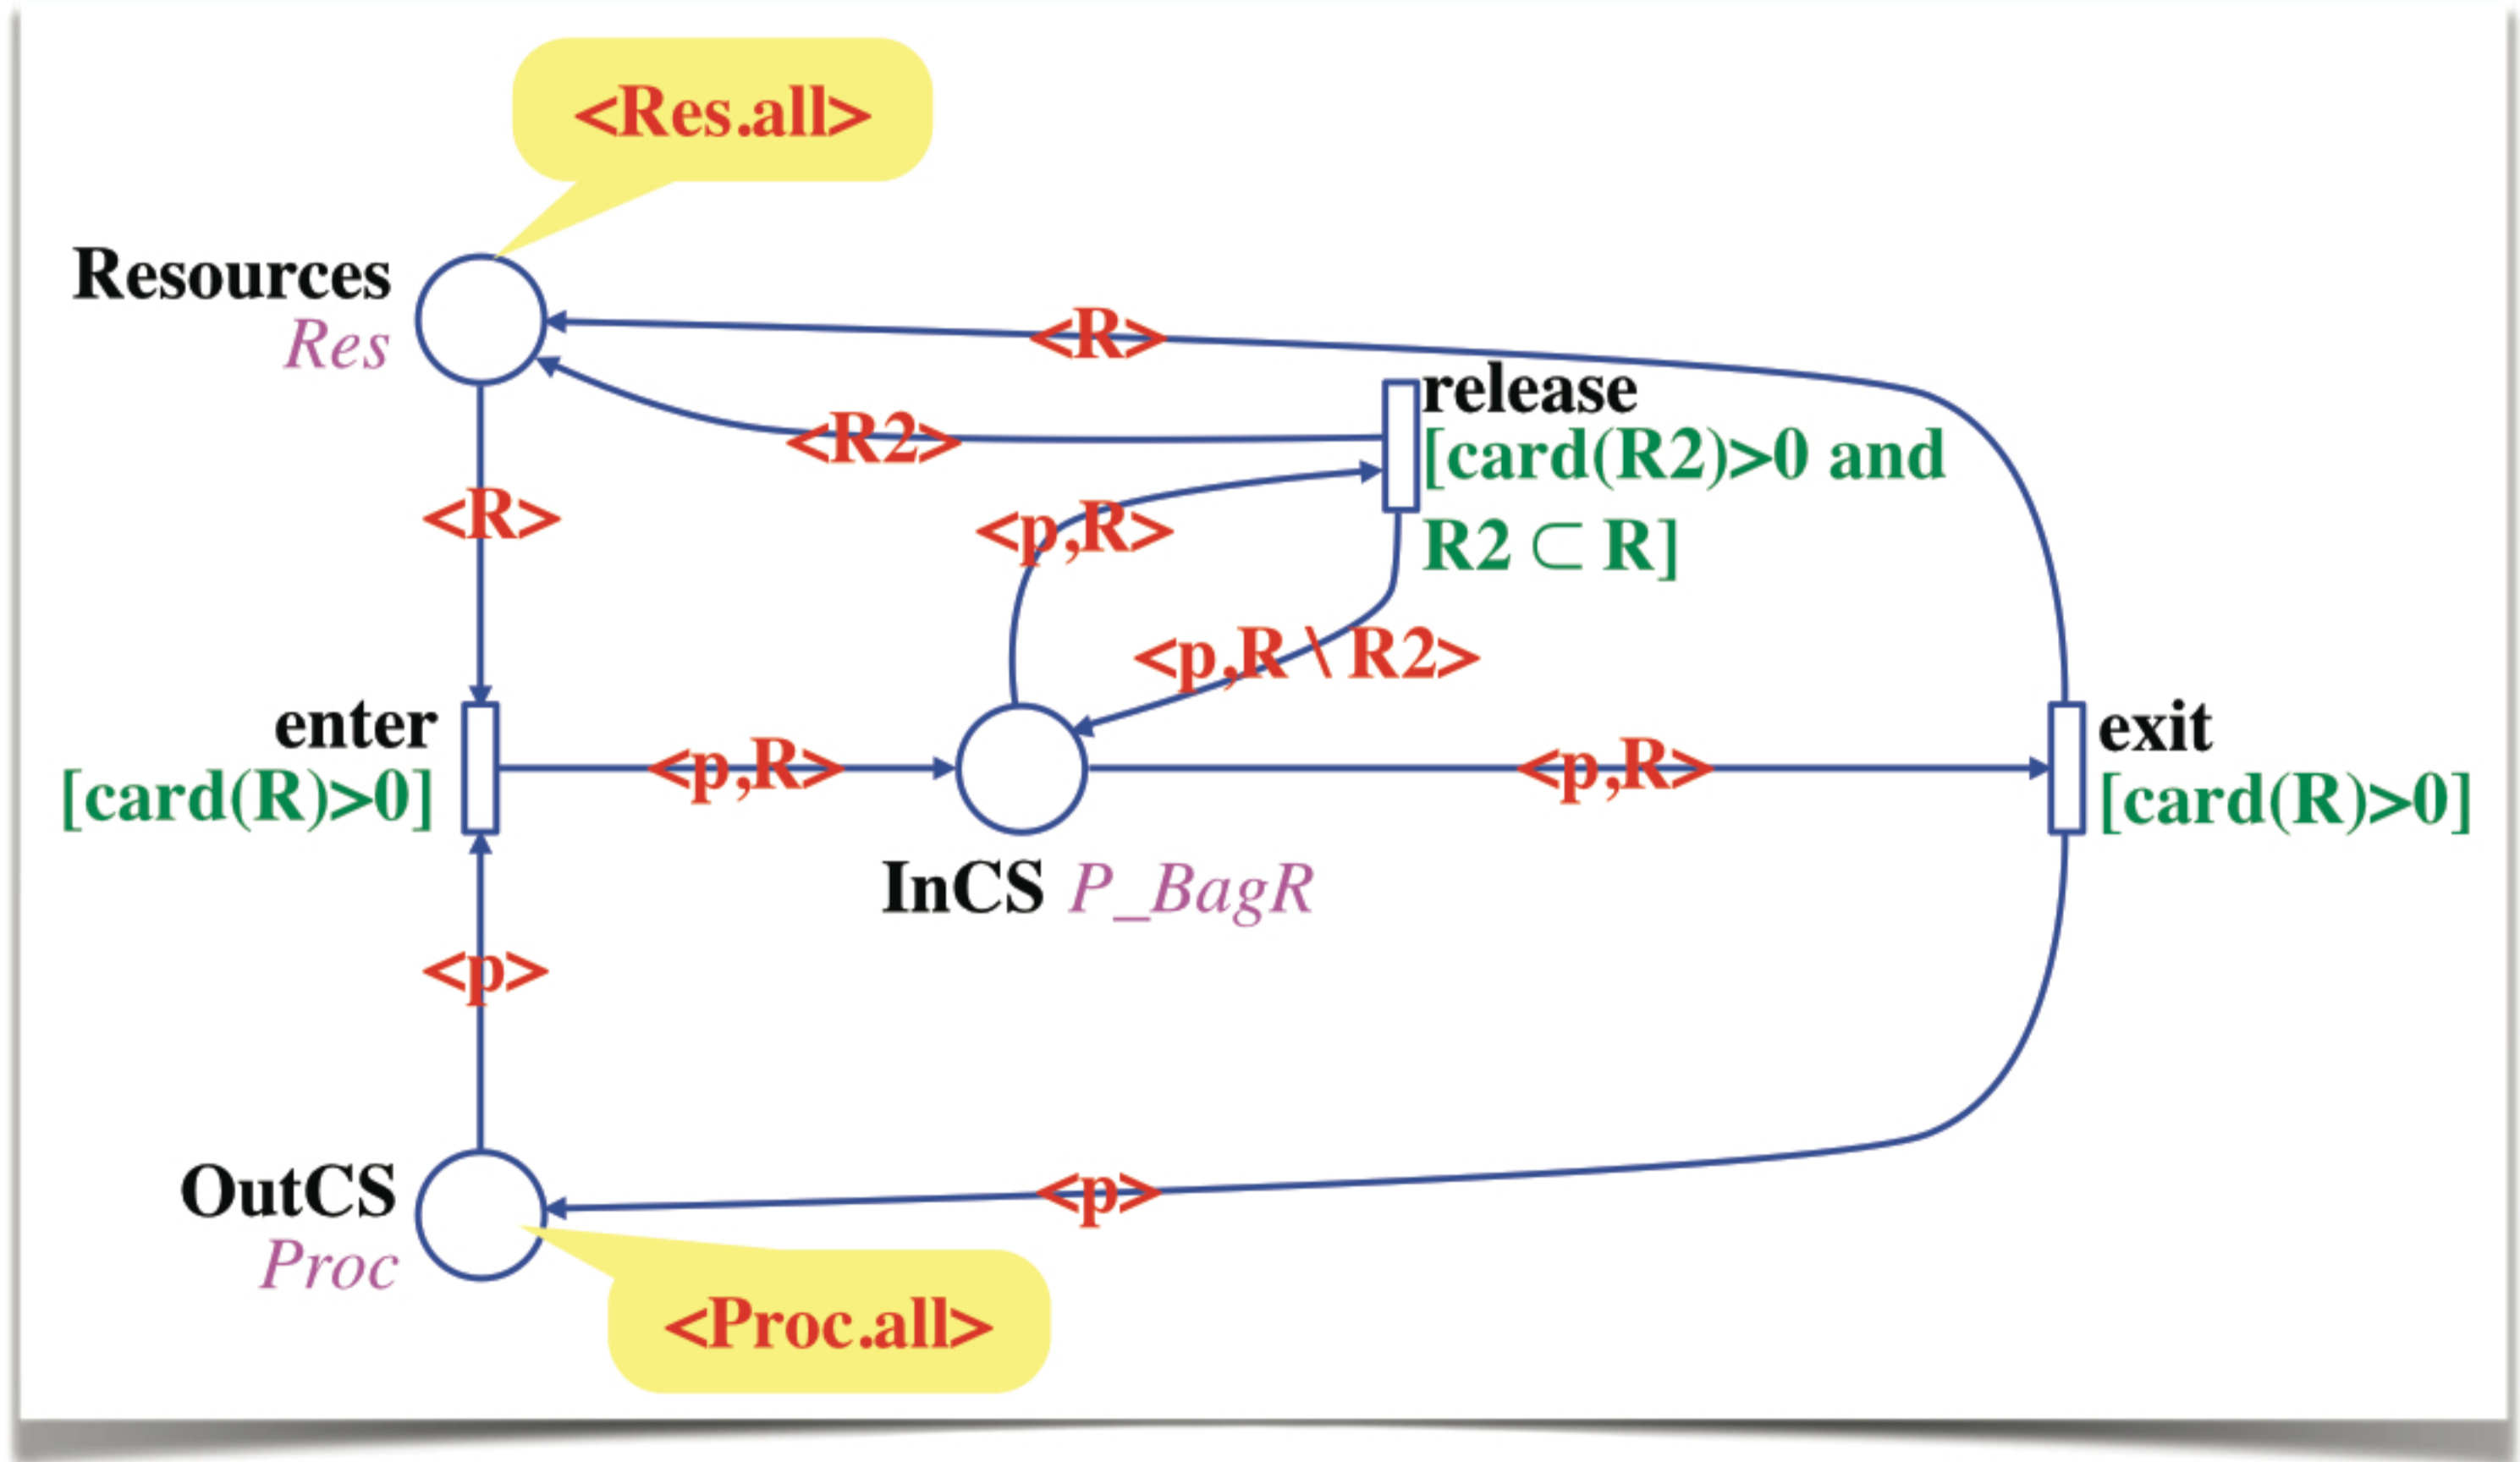 <Res.all>
Resources
Res
<R>
release
<R2>
[card(R2)>0 and
<R>
<p,R>
R2 ⊂ R]
<p,R \ R2>
enter
[card(R)>0]
<p,R>
<p,R>
exit
[card(R)>0]
InCS P_BagR
<p>
OutCS
Proc
<p>
<Proc.all>